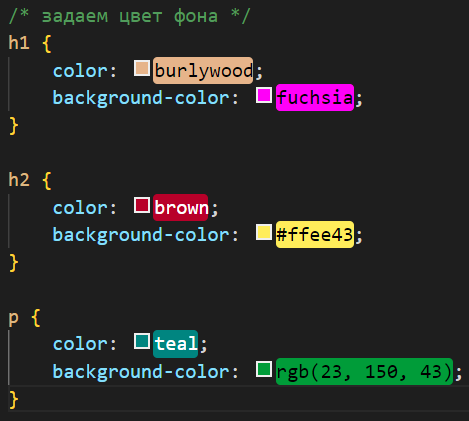 /* задаем цвет фона */
h1 {
color: burlywood;
background-color: fuchsia;
}
h2 {
color: brown;
background-color: #ffee43;
}
p {
color: teal;
background-color: rgb(23, 150, 43);
}